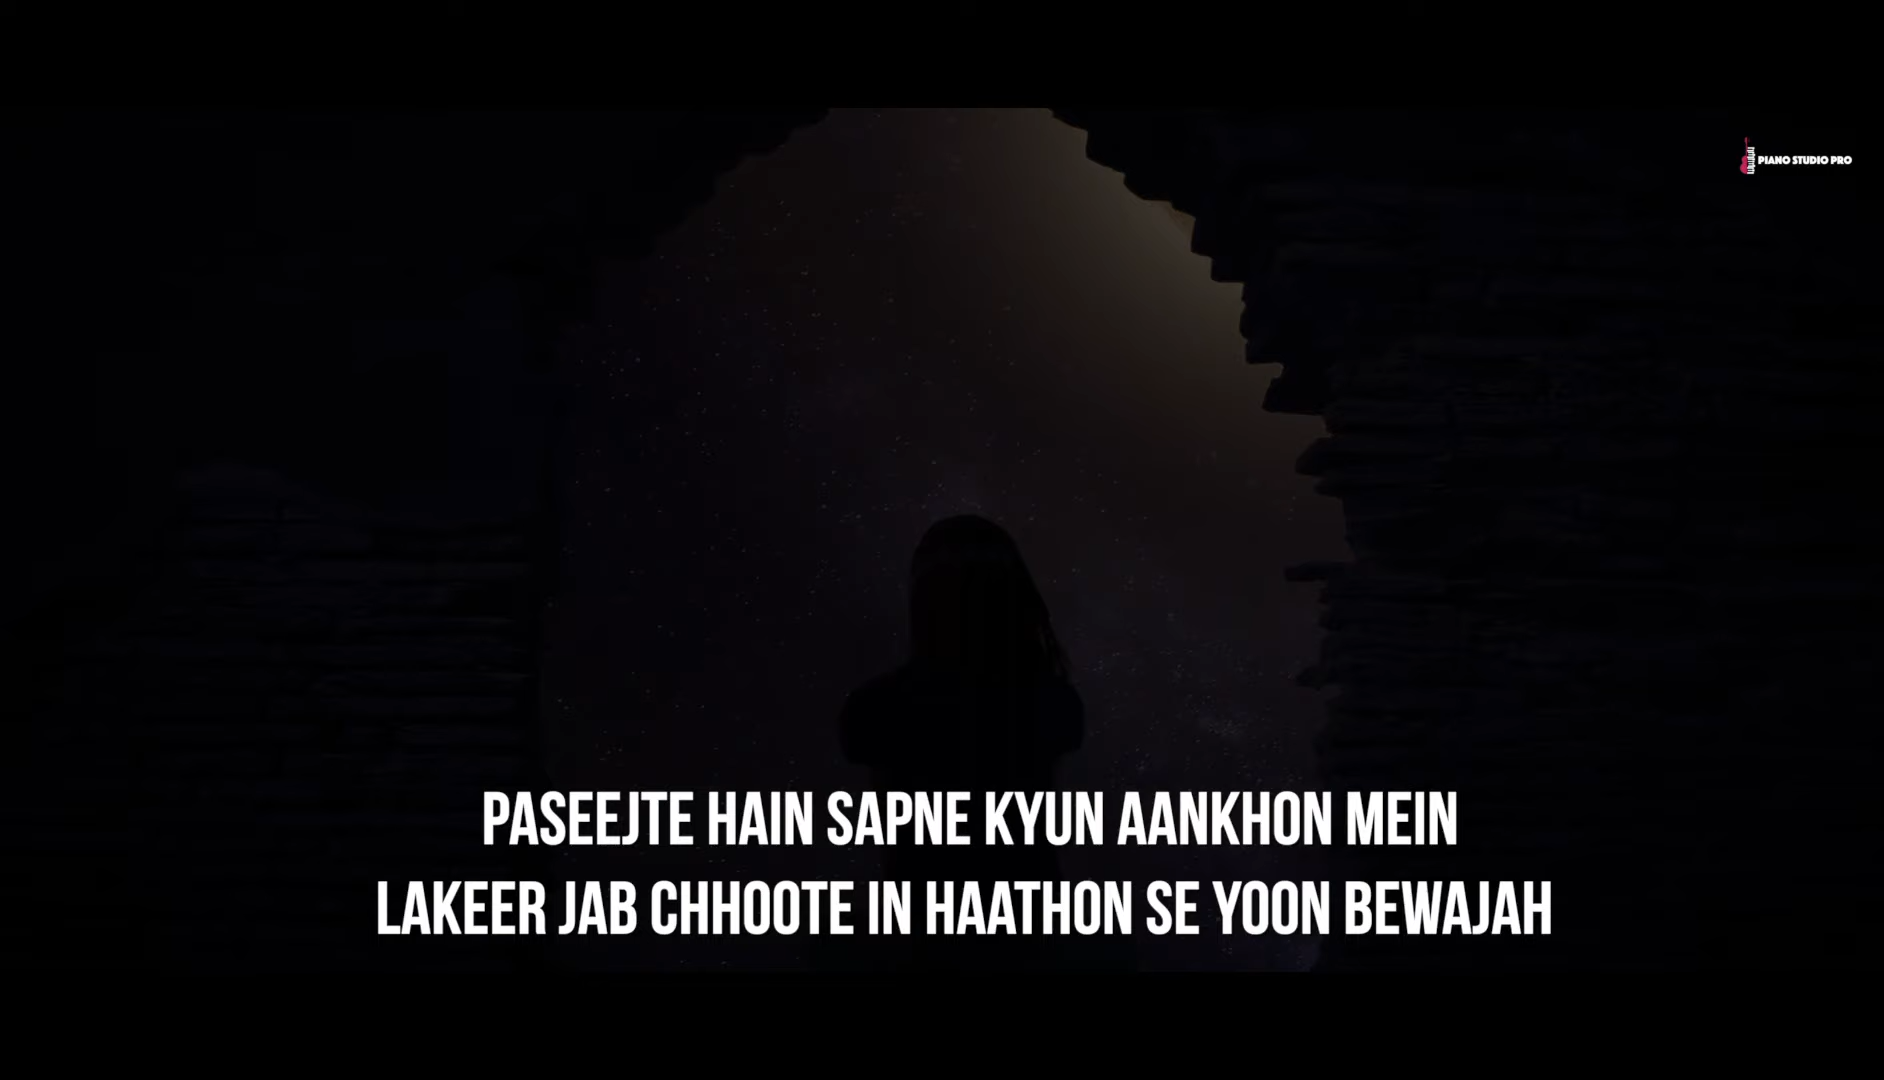 PIANO STUDIO PRO
PASEEJTE HAIN SAPNE KYUN AANKHON MEIN
LAKEER JAB CHHOOTE IN HAATHON SE YOON BEWAJAH